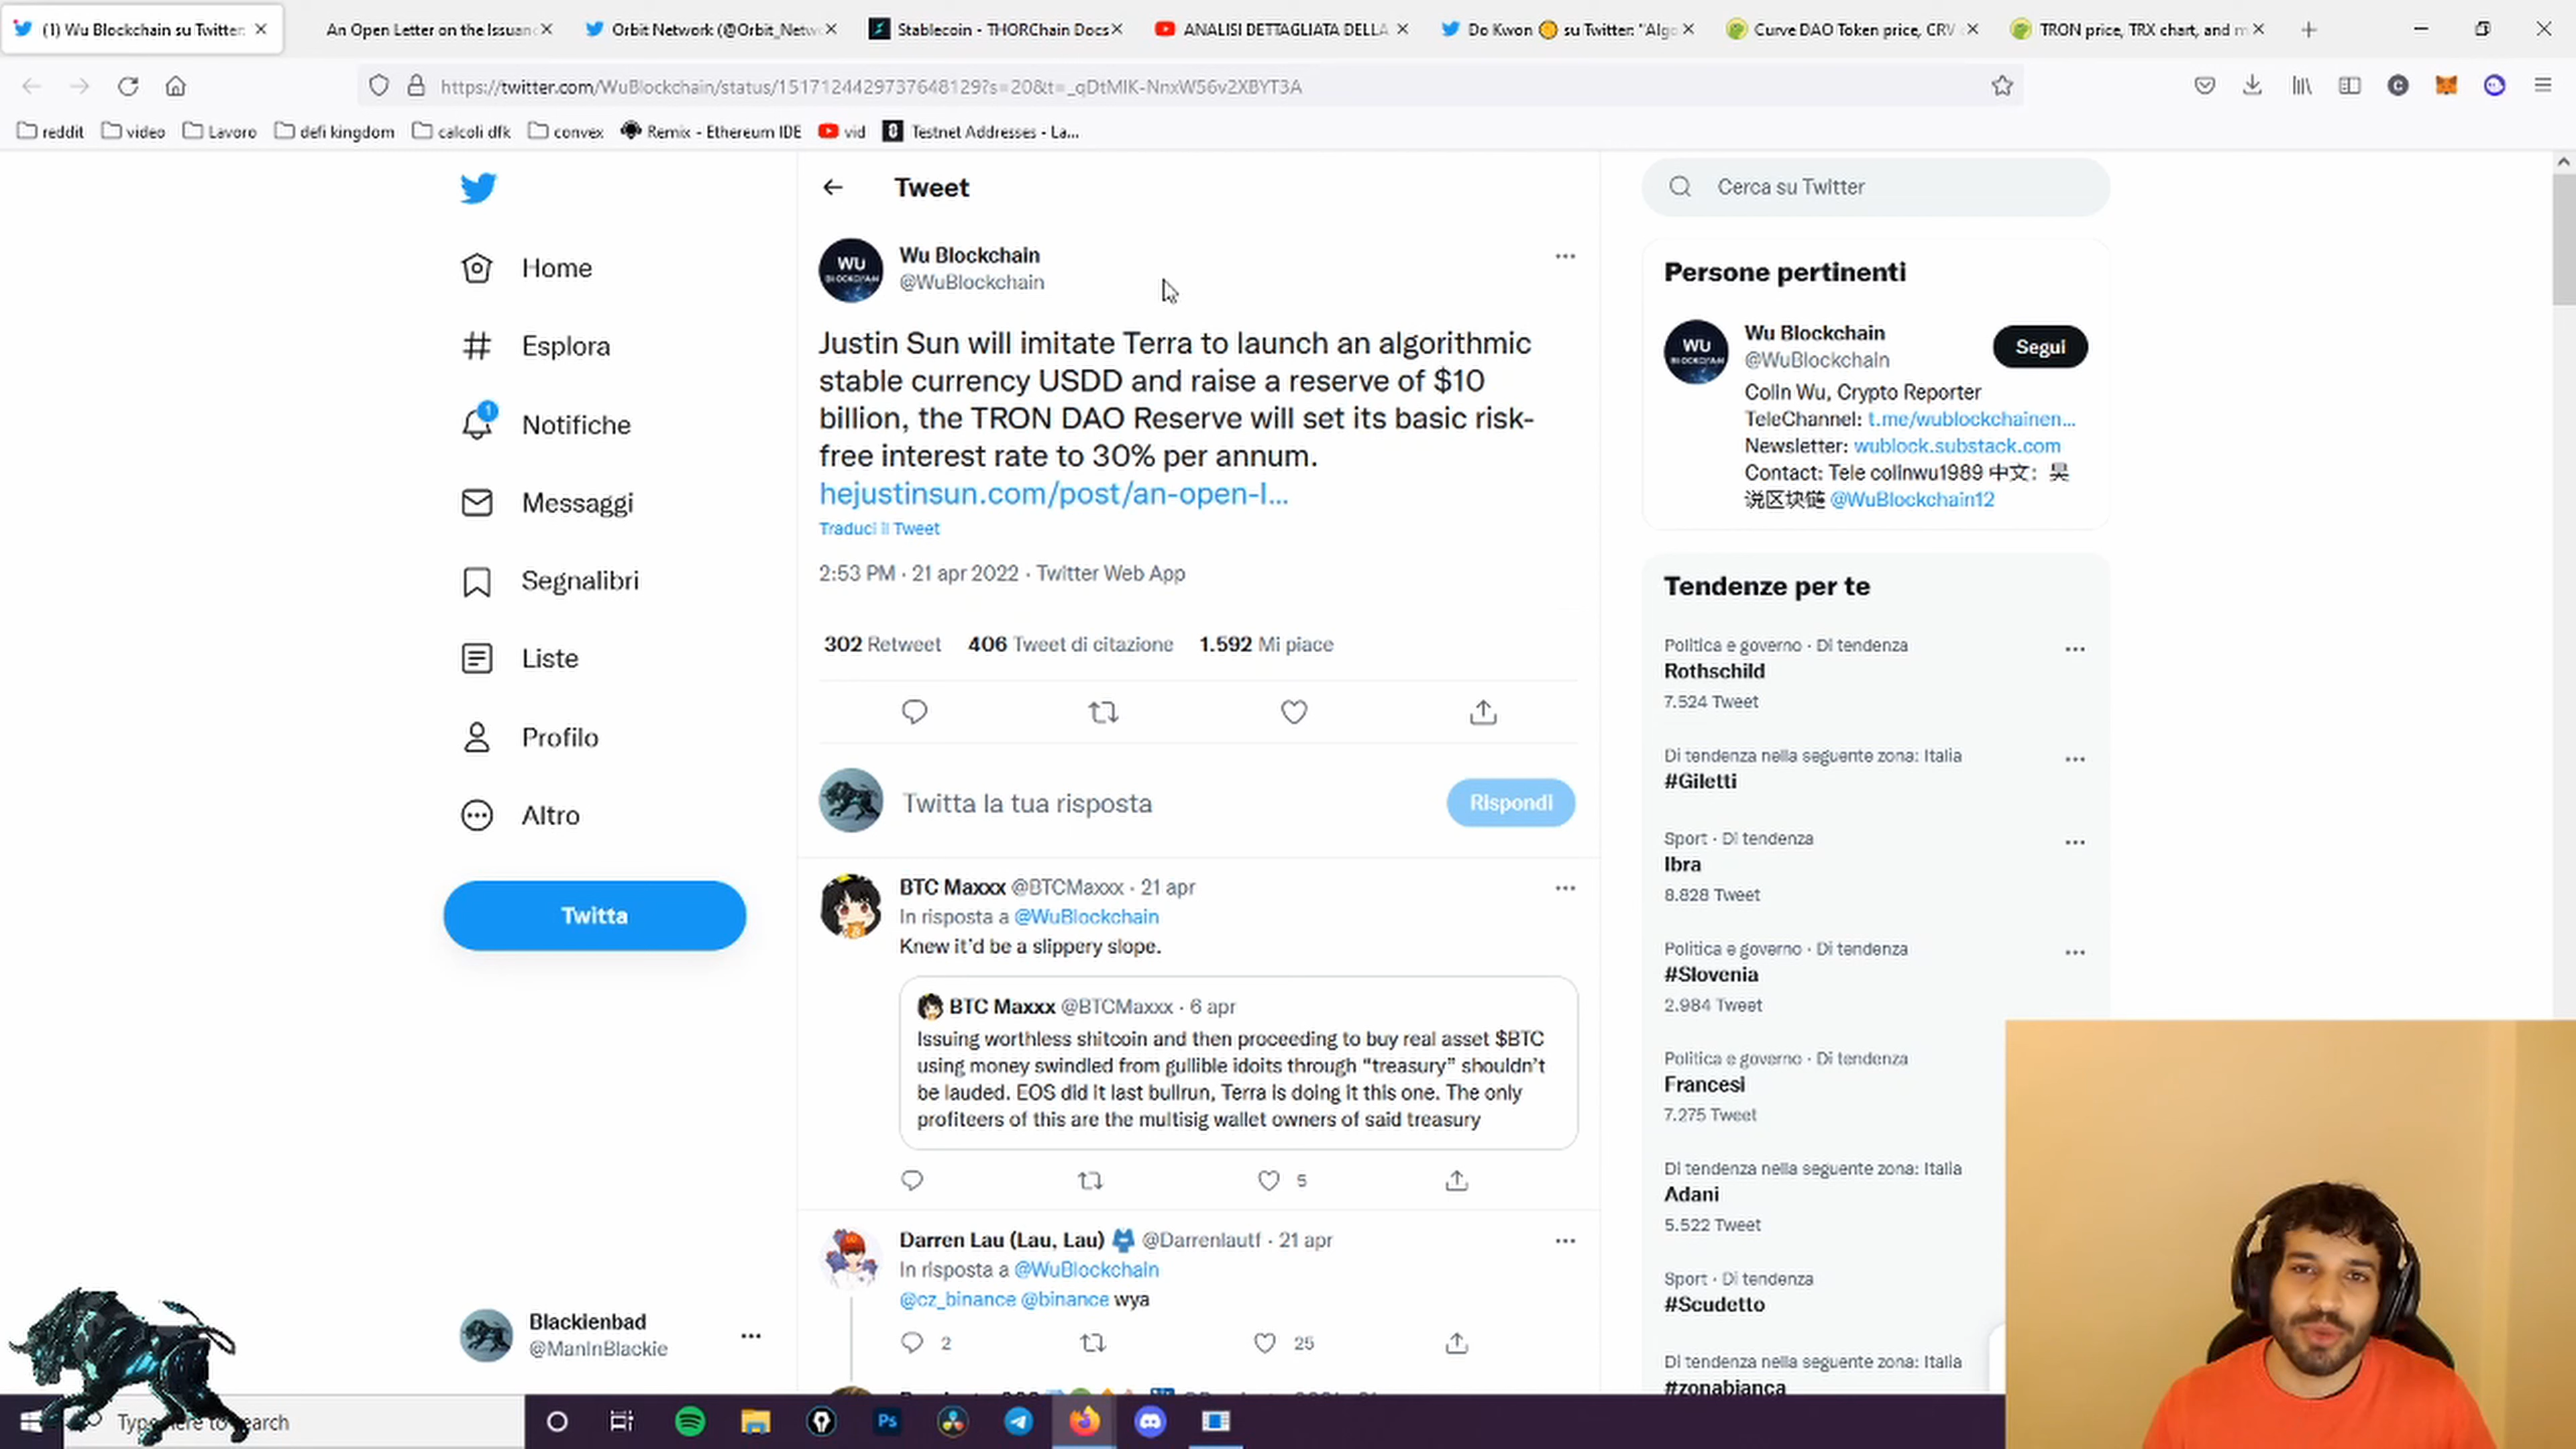 (1) Wu Blockchain su Twitter:
An Open Letter on the Issuan
Orbit Network (@Orbit_Netw
Stablecoin - THORChain Docs
ANALISI DETTAGLIATA DELLA
Do Kwon su Twitter: "Algo
Curve DAO Token price, CRV
TRON price, TRX chart, and m
https://twitter.com/WuBlockchain/status/1517124429737648129?s=20&t=_qDtMlK-NnxW56v2XBYT3A
reddit
video
Lavoro
defi kingdom
calcoli dfk
convex
Remix - Ethereum IDE
vid
Testnet Addresses - La...
Home
Esplora
1
Notifiche
Messaggi
Segnalibri
Liste
Profilo
Altro
Twitta
Blackienbad
@ManInBlackie
Tweet
WU
BLOCKCHAIN
Wu Blockchain
@WuBlockchain
Justin Sun will imitate Terra to launch an algorithmic
stable currency USDD and raise a reserve of $10
billion, the TRON DAO Reserve will set its basic risk-
free interest rate to 30% per annum.
hejustinsun.com/post/an-open-l...
Traduci il Tweet
2:53 PM · 21 apr 2022 · Twitter Web App
302 Retweet 406 Tweet di citazione 1.592 Mi piace
Twitta la tua risposta
Rispondi
BTC Maxxx @BTCMaxxx · 21 apr
In risposta a @WuBlockchain
Knew it'd be a slippery slope.
BTC Maxxx @BTCMaxxx · 6 apr
Issuing worthless shitcoin and then proceeding to buy real asset $BTC
using money swindled from gullible idoits through "treasury" shouldn't
be lauded. EOS did it last bullrun, Terra is doing it this one. The only
profiteers of this are the multisig wallet owners of said treasury
5
Darren Lau (Lau, Lau) @Darrenlautf · 21 apr
In risposta a @WuBlockchain
@cz_binance @binance wya
2
25
Cerca su Twitter
Persone pertinenti
WU
BLOCKCHAIN
Wu Blockchain
@WuBlockchain
Segui
Colin Wu, Crypto Reporter
TeleChannel: t.me/wublockchainen...
Newsletter: wublock.substack.com
Contact: Tele colinwu1989 中文：吴
说区块链 @WuBlockchain12
Tendenze per te
Politica e governo · Di tendenza
Rothschild
7.524 Tweet
Di tendenza nella seguente zona: Italia
#Giletti
Sport · Di tendenza
Ibra
8.828 Tweet
Politica e governo · Di tendenza
#Slovenia
2.984 Tweet
Politica e governo · Di tendenza
Francesi
7.275 Tweet
Di tendenza nella seguente zona: Italia
Adani
5.522 Tweet
Sport · Di tendenza
#Scudetto
Di tendenza nella seguente zona: Italia
#zonabianca
Type here to search
Ps